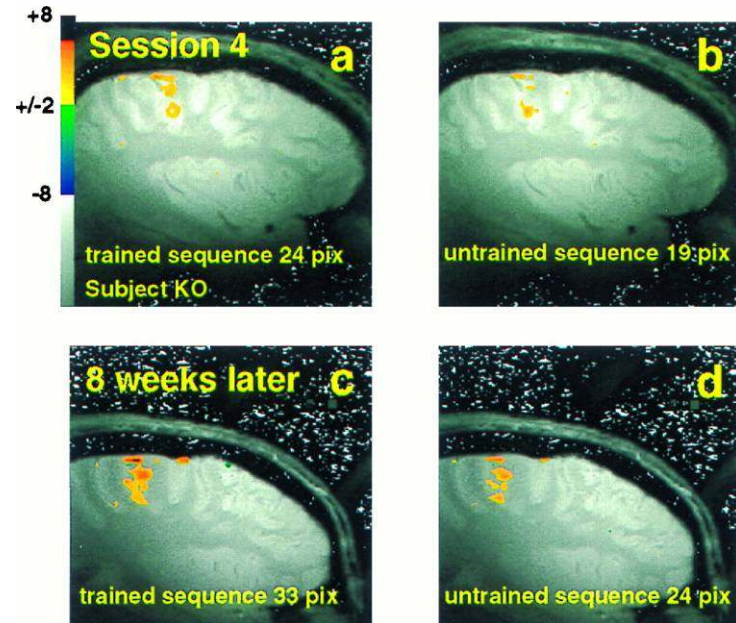 +8
+/-2
-8
Session 4
a
trained sequence 24 pix
Subject KO
b
untrained sequence 19 pix
8 weeks later
c
trained sequence 33 pix
d
untrained sequence 24 pix